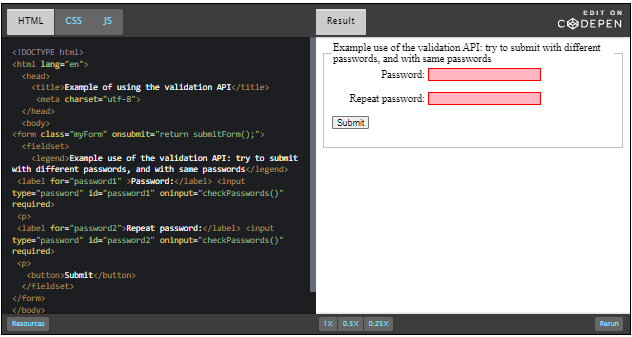 HTML CSS JS
Result
EDIT ON
CODEPEN
<!DOCTYPE html>
<html lang="en">
<head>
<title>Example of using the validation API</title>
<meta charset="utf-8">
</head>
<body>
<form class="myForm" onsubmit="return submitForm();">
<fieldset>
<legend>Example use of the validation API: try to submit
with different passwords, and with same passwords</legend>
<label for="password1" >Password:</label> <input
type="password" id="password1" oninput="checkPasswords()"
required>
<p>
<label for="password2">Repeat password:</label> <input
type="password" id="password2" oninput="checkPasswords()"
required>
<p>
<button>Submit</button>
</fieldset>
</form>
</body>
Example use of the validation API: try to submit with different
passwords, and with same passwords
Password:
Repeat password:
Submit
Resources
1X 0.5X 0.25X
Rerun